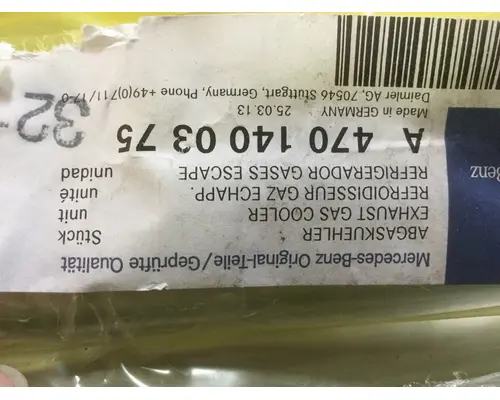 Mercedes-Benz Original-Teile/Geprüfte Qualität
ABGASKUEHLER Stück
EXHAUST GAS COOLER unit
REFROIDISSEUR GAZ ECHAPP. unité
REFRIGERADOR GASES ESCAPE unidad
A 470 140 03 75
Made in GERMANY 25.03.13
Daimler AG, 70546 Stuttgart, Germany, Phone +49(0)711/17-0
32
Benz